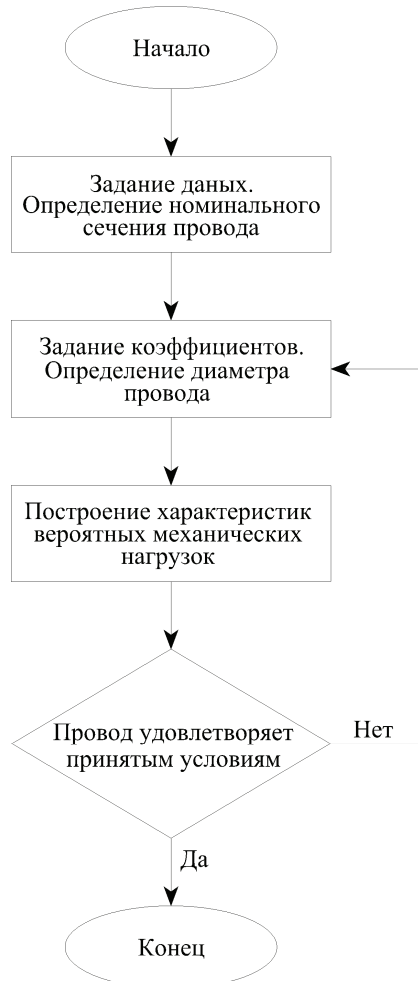 Начало
Задание даных.
Определение номинального
сечения провода
Задание коэффициентов.
Определение диаметра
провода
Построение характеристик
вероятных механических
нагрузок
Провод удовлетворяет
принятым условиям
Нет
Да
Конец